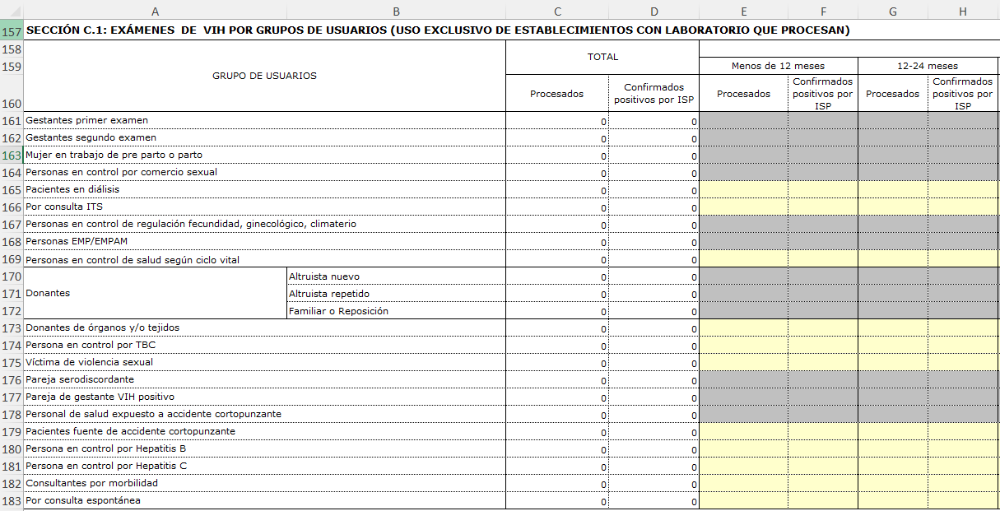 A B C D E F G H
157 SECCIÓN C.1: EXÁMENES DE VIH POR GRUPOS DE USUARIOS (USO EXCLUSIVO DE ESTABLECIMIENTOS CON LABORATORIO QUE PROCESAN)
158
159
160
GRUPO DE USUARIOS
TOTAL
Menos de 12 meses
12-24 meses
Procesados
Confirmados
positivos por ISP
Procesados
Confirmados
positivos por
ISP
Procesados
Confirmados
positivos por
ISP
161 Gestantes primer examen 0 0
162 Gestantes segundo examen 0 0
163 Mujer en trabajo de pre parto o parto 0 0
164 Personas en control por comercio sexual 0 0
165 Pacientes en diálisis 0 0
166 Por consulta ITS 0 0
167 Personas en control de regulación fecundidad, ginecológico, climaterio 0 0
168 Personas EMP/EMPAM 0 0
169 Personas en control de salud según ciclo vital 0 0
170 Altruista nuevo 0 0
171 Donantes Altruista repetido 0 0
172 Familiar o Reposición 0 0
173 Donantes de órganos y/o tejidos 0 0
174 Persona en control por TBC 0 0
175 Víctima de violencia sexual 0 0
176 Pareja serodiscordante 0 0
177 Pareja de gestante VIH positivo 0 0
178 Personal de salud expuesto a accidente cortopunzante 0 0
179 Pacientes fuente de accidente cortopunzante 0 0
180 Persona en control por Hepatitis B 0 0
181 Persona en control por Hepatitis C 0 0
182 Consultantes por morbilidad 0 0
183 Por consulta espontánea 0 0